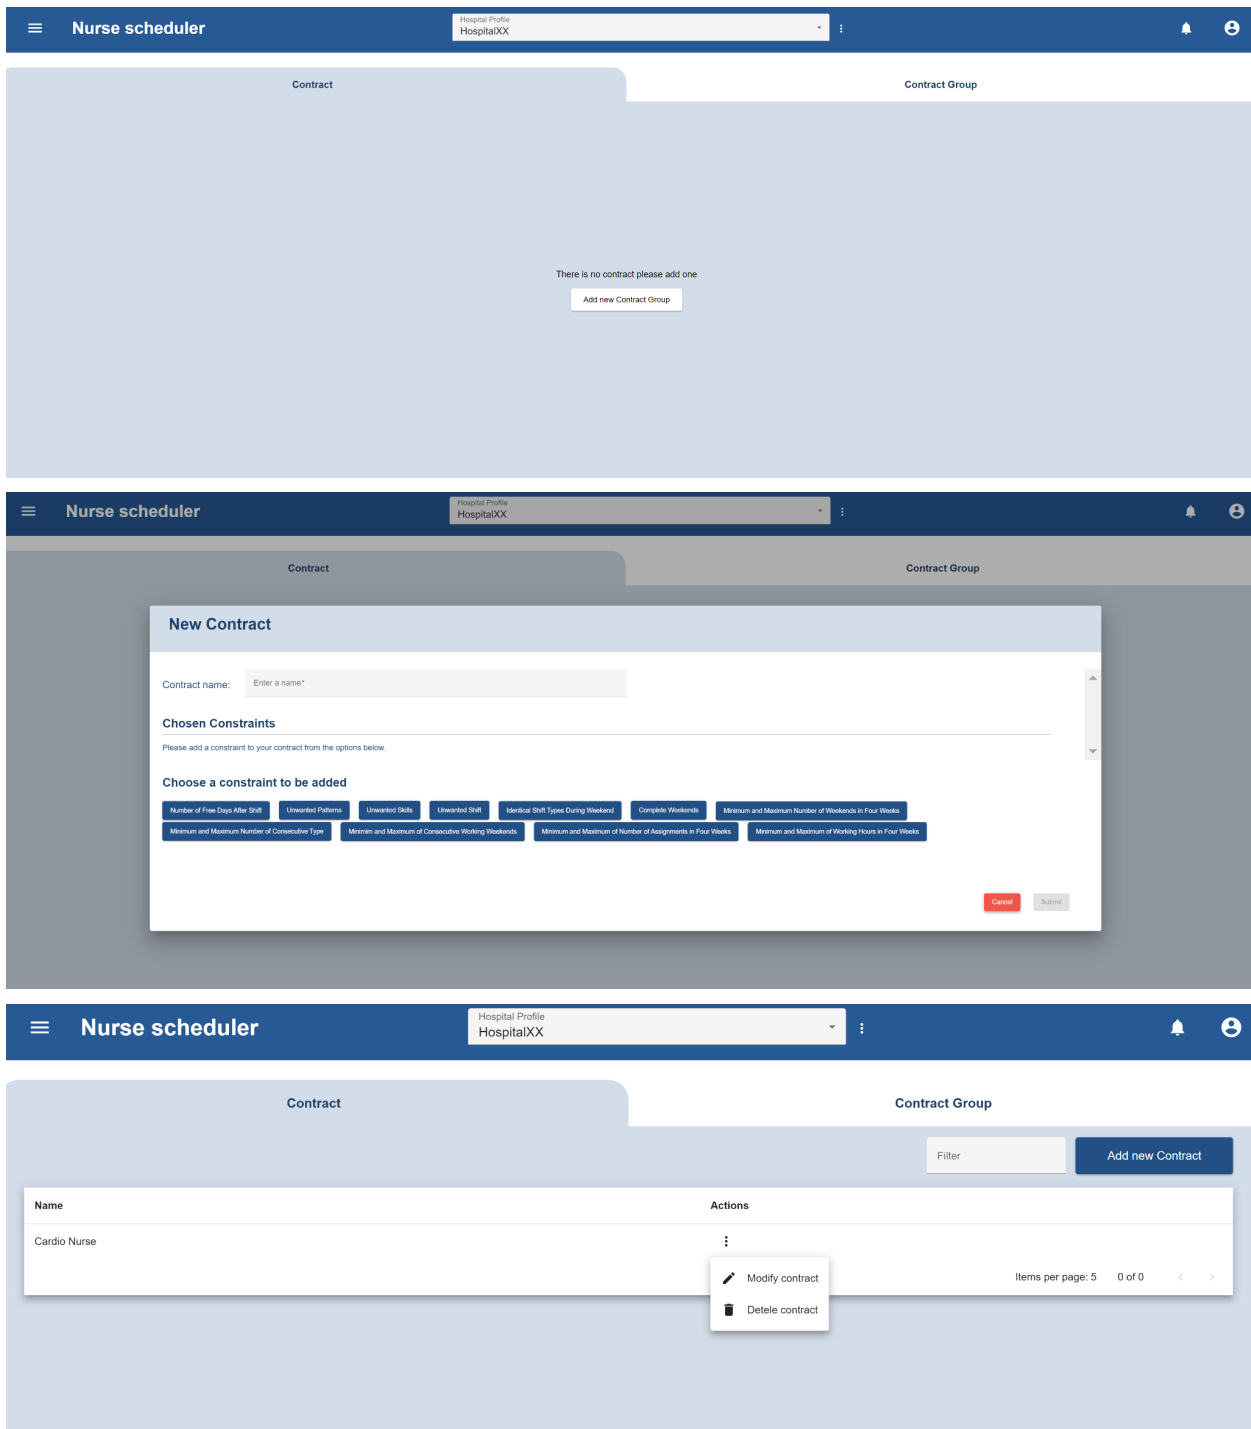 Nurse scheduler
Hospital Profile
HospitalXX
Contract
Contract Group
There is no contract please add one
Add new Contract Group
Nurse scheduler
Hospital Profile
HospitalXX
Contract
Contract Group
New Contract
Contract name:
Enter a name*
Chosen Constraints
Please add a constraint to your contract from the options below.
Choose a constraint to be added
Number of Free Days After Shift
Unwanted Patterns
Unwanted Skills
Unwanted Shift
Identical Shift Types During Weekend
Complete Weekends
Minimum and Maximum Number of Weekends in Four Weeks
Minimum and Maximum Number of Consecutive Type
Minimim and Maximum of Consecutive Working Weekends
Minimum and Maximum of Number of Assignments in Four Weeks
Minimum and Maximum of Working Hours in Four Weeks
Cancel
Submit
Nurse scheduler
Hospital Profile
HospitalXX
Contract
Contract Group
Filter
Add new Contract
Name
Actions
Cardio Nurse
Modify contract
Items per page: 5
0 of 0
Detele contract